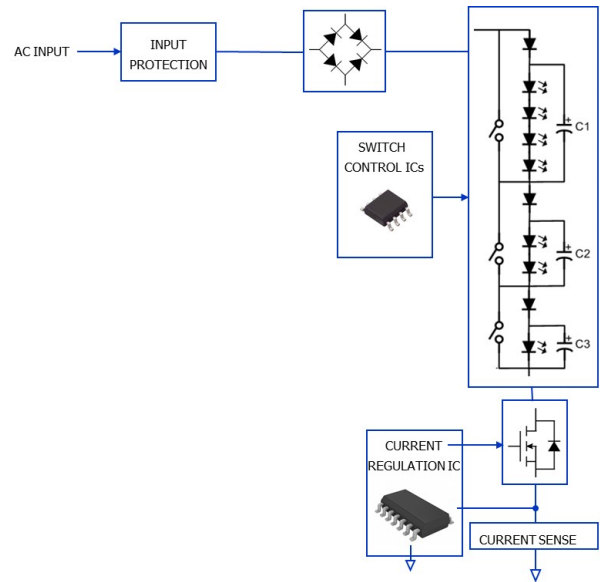 AC INPUT
INPUT
PROTECTION
SWITCH
CONTROL ICs
C1
C2
C3
CURRENT
REGULATION IC
CURRENT SENSE